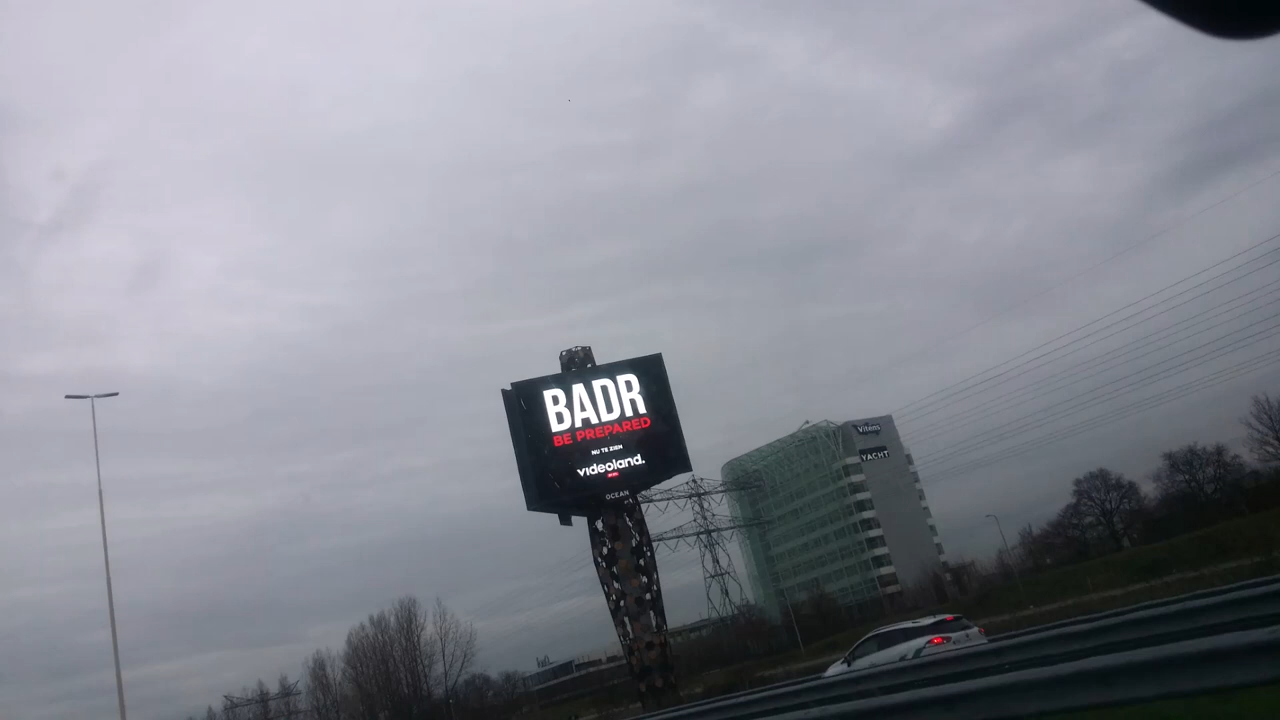 BADR
BE PREPARED
NU TE ZIEN
videoland.
OCEAN
Vitens
YACHT